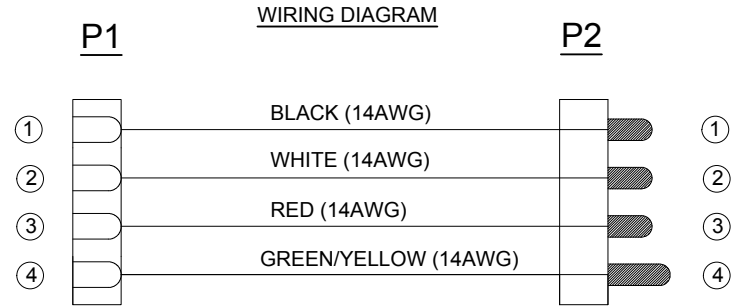 WIRING DIAGRAM
P1 P2
1 BLACK (14AWG) 1
2 WHITE (14AWG) 2
3 RED (14AWG) 3
4 GREEN/YELLOW (14AWG) 4